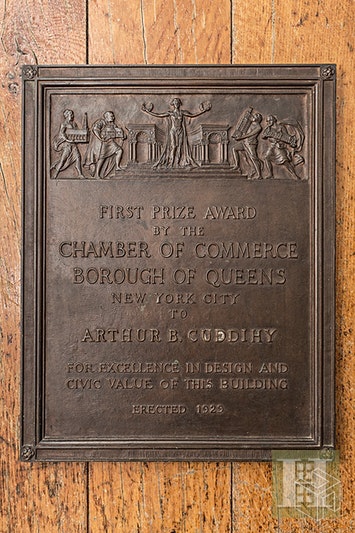 FIRST PRIZE AWARD
BY THE
CHAMBER OF COMMERCE
BOROUGH OF QUEENS
NEW YORK CITY
TO
ARTHUR B. CUDDIHY
FOR EXCELLENCE IN DESIGN AND
CIVIC VALUE OF THIS BUILDING
ERECTED 1929